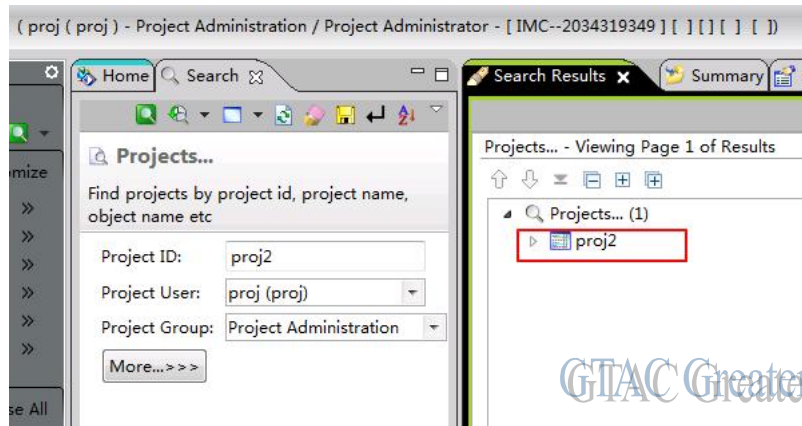 ( proj ( proj ) - Project Administration / Project Administrator - [ IMC--2034319349 ] [ ] [ ] [ ] [ ])
Home
Search
Search Results
Summary
Projects...
Find projects by project id, project name,
object name etc
Project ID: proj2
Project User: proj (proj)
Project Group: Project Administration
More...>>>
Projects... - Viewing Page 1 of Results
Projects... (1)
proj2
omize
se All
GTAC Greater